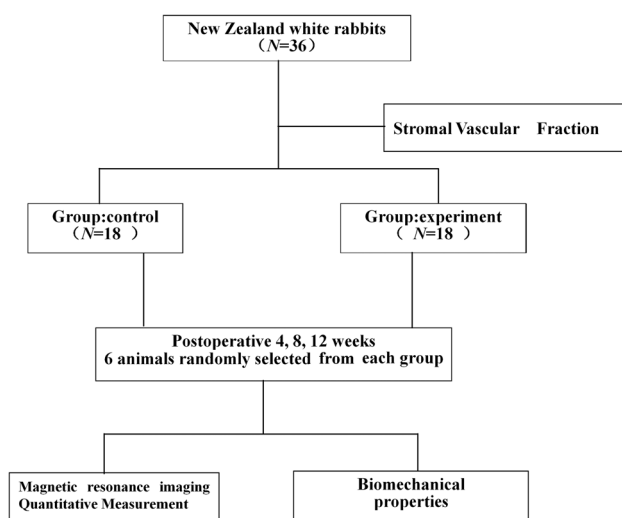 New Zealand white rabbits
（N=36）
Stromal Vascular Fraction
Group:control
（N=18 ）
Group:experiment
（ N=18 ）
Postoperative 4, 8, 12 weeks
6 animals randomly selected from each group
Magnetic resonance imaging
Quantitative Measurement
Biomechanical
properties